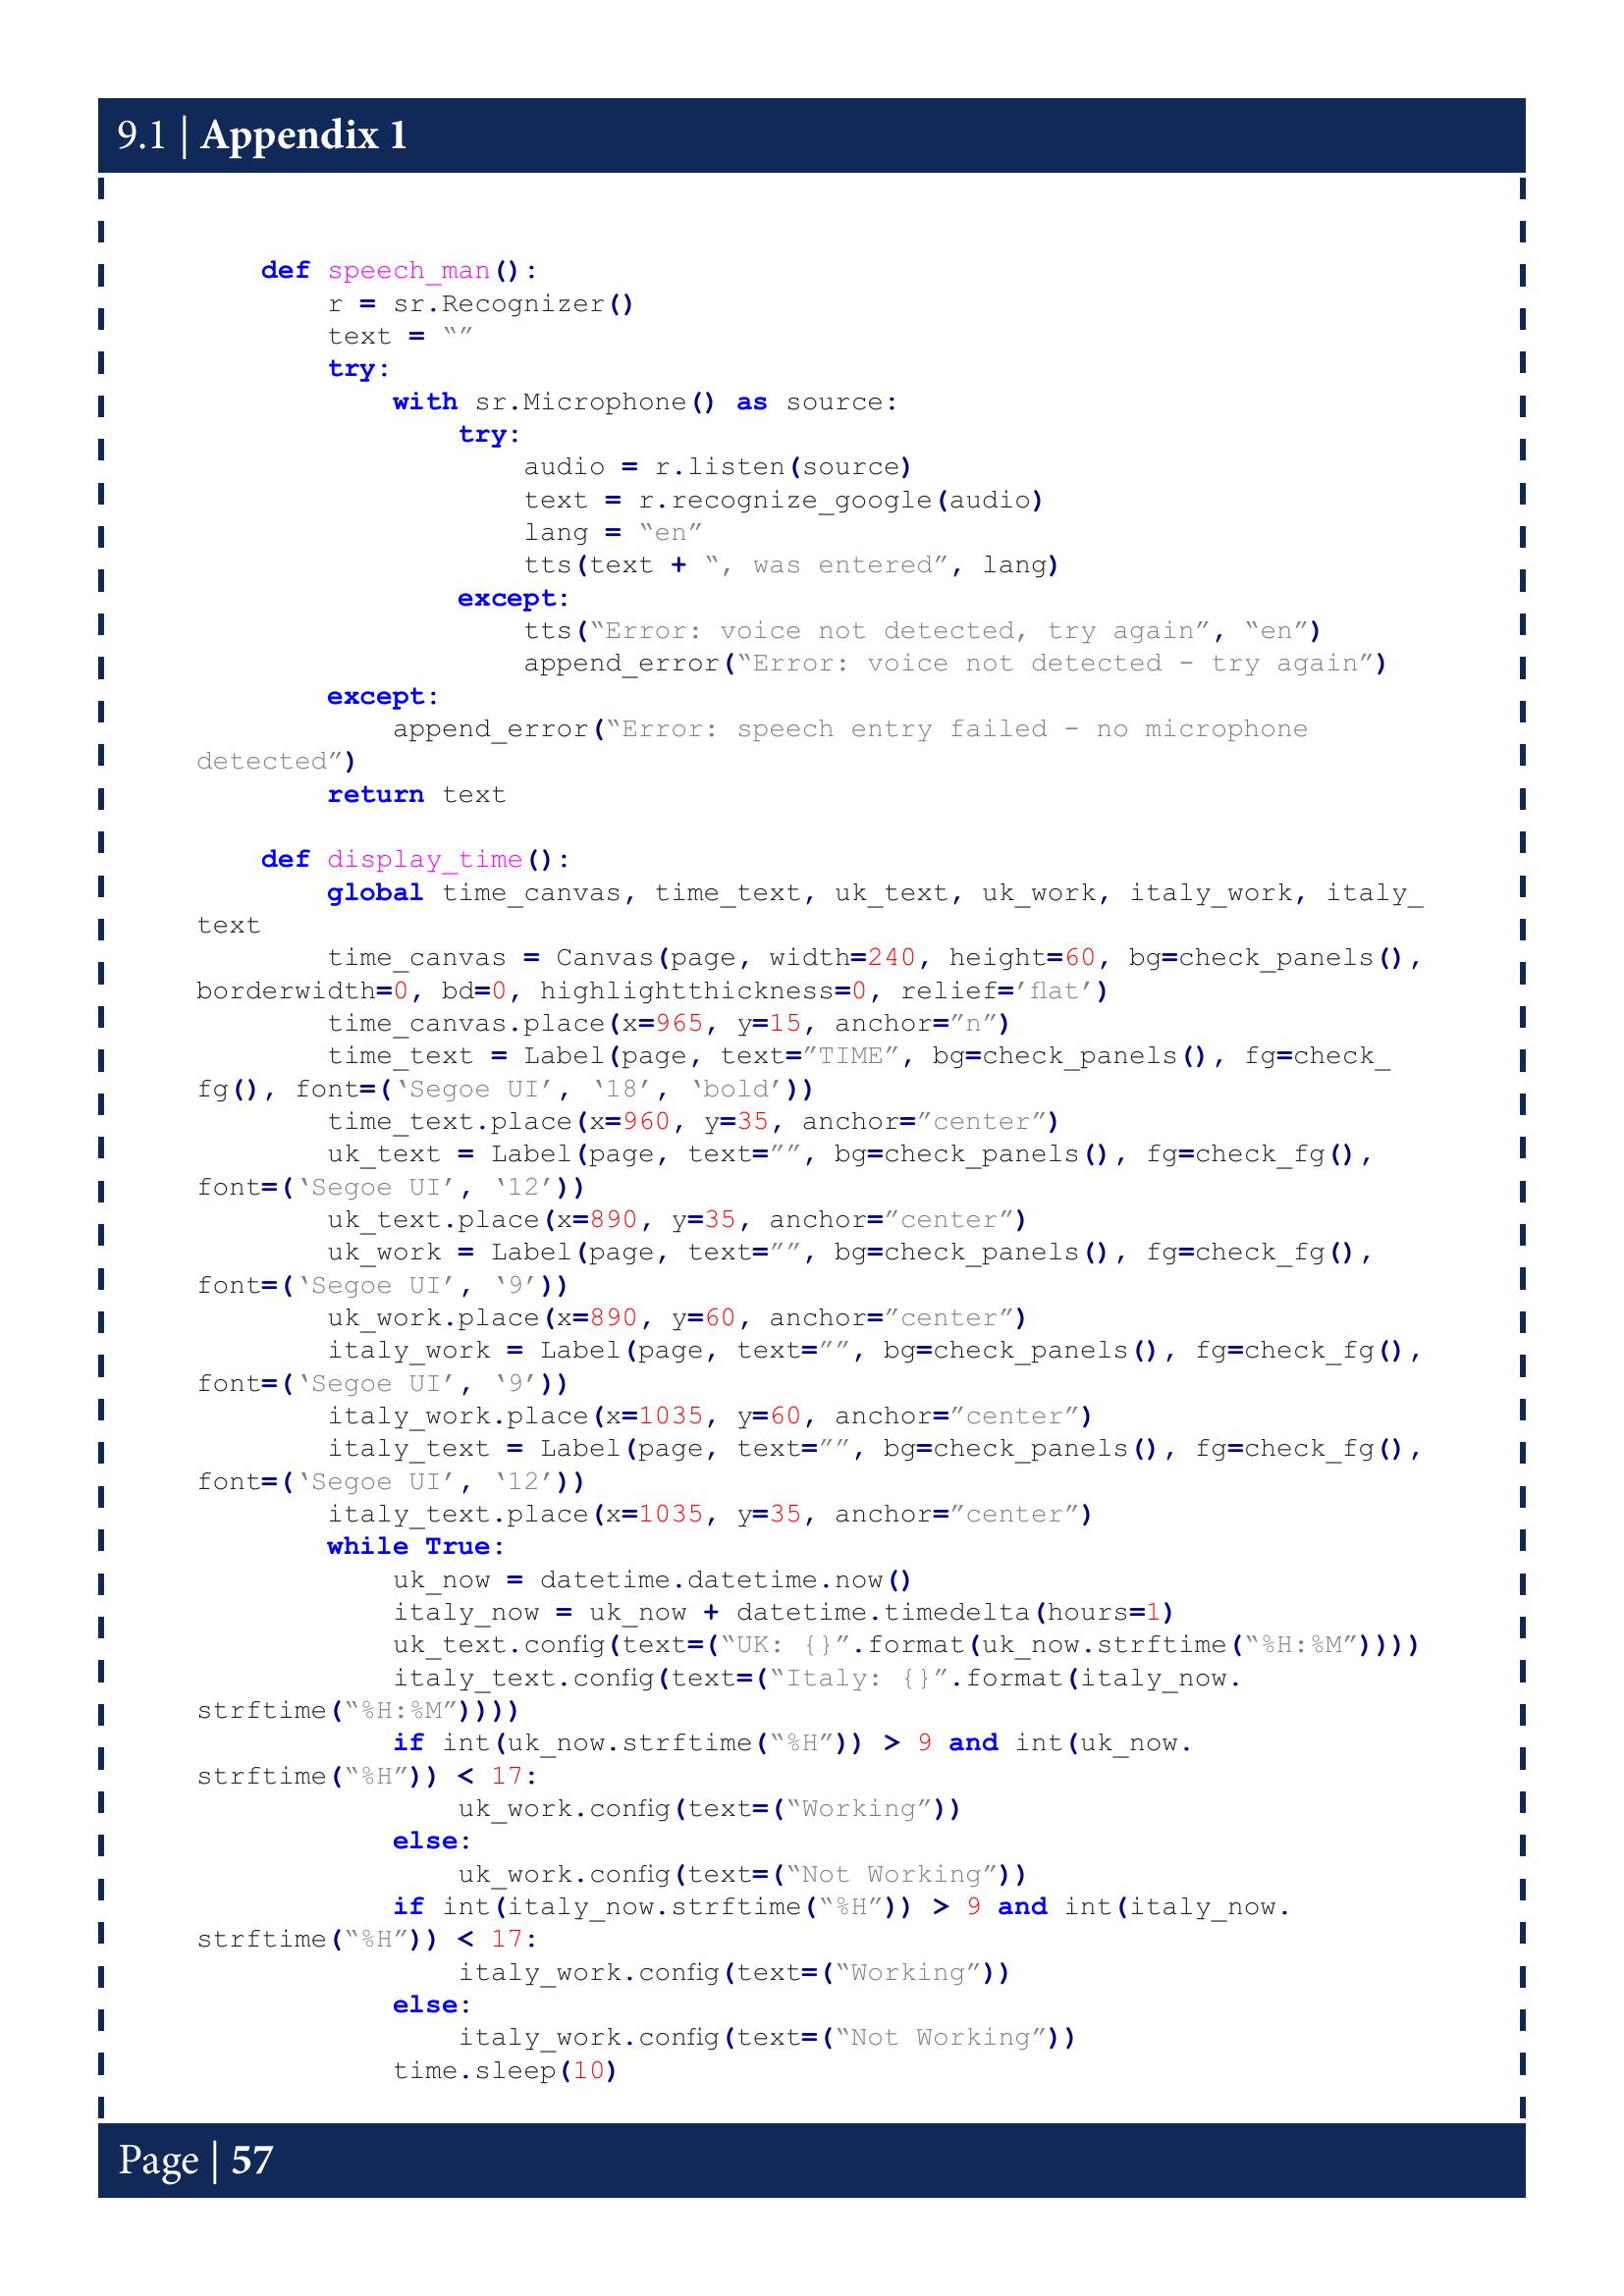 9.1 | Appendix 1
    def speech_man():
        r = sr.Recognizer()
        text = “”
        try:
            with sr.Microphone() as source:
                try:
                    audio = r.listen(source)
                    text = r.recognize_google(audio)
                    lang = “en”
                    tts(text + “, was entered”, lang)
                except:
                    tts(“Error: voice not detected, try again”, “en”)
                    append_error(“Error: voice not detected - try again”)
        except:
            append_error(“Error: speech entry failed - no microphone
detected”)
        return text
    def display_time():
        global time_canvas, time_text, uk_text, uk_work, italy_work, italy_
text
        time_canvas = Canvas(page, width=240, height=60, bg=check_panels(),
borderwidth=0, bd=0, highlightthickness=0, relief=’flat’)
        time_canvas.place(x=965, y=15, anchor=”n”)
        time_text = Label(page, text=”TIME”, bg=check_panels(), fg=check_
fg(), font=(‘Segoe UI’, ‘18’, ‘bold’))
        time_text.place(x=960, y=35, anchor=”center”)
        uk_text = Label(page, text=””, bg=check_panels(), fg=check_fg(),
font=(‘Segoe UI’, ‘12’))
        uk_text.place(x=890, y=35, anchor=”center”)
        uk_work = Label(page, text=””, bg=check_panels(), fg=check_fg(),
font=(‘Segoe UI’, ‘9’))
        uk_work.place(x=890, y=60, anchor=”center”)
        italy_work = Label(page, text=””, bg=check_panels(), fg=check_fg(),
font=(‘Segoe UI’, ‘9’))
        italy_work.place(x=1035, y=60, anchor=”center”)
        italy_text = Label(page, text=””, bg=check_panels(), fg=check_fg(),
font=(‘Segoe UI’, ‘12’))
        italy_text.place(x=1035, y=35, anchor=”center”)
        while True:
            uk_now = datetime.datetime.now()
            italy_now = uk_now + datetime.timedelta(hours=1)
            uk_text.config(text=(“UK: {}”.format(uk_now.strftime(“%H:%M”))))
            italy_text.config(text=(“Italy: {}”.format(italy_now.
strftime(“%H:%M”))))
            if int(uk_now.strftime(“%H”)) > 9 and int(uk_now.
strftime(“%H”)) < 17:
                uk_work.config(text=(“Working”))
            else:
                uk_work.config(text=(“Not Working”))
            if int(italy_now.strftime(“%H”)) > 9 and int(italy_now.
strftime(“%H”)) < 17:
                italy_work.config(text=(“Working”))
            else:
                italy_work.config(text=(“Not Working”))
            time.sleep(10)
Page | 57